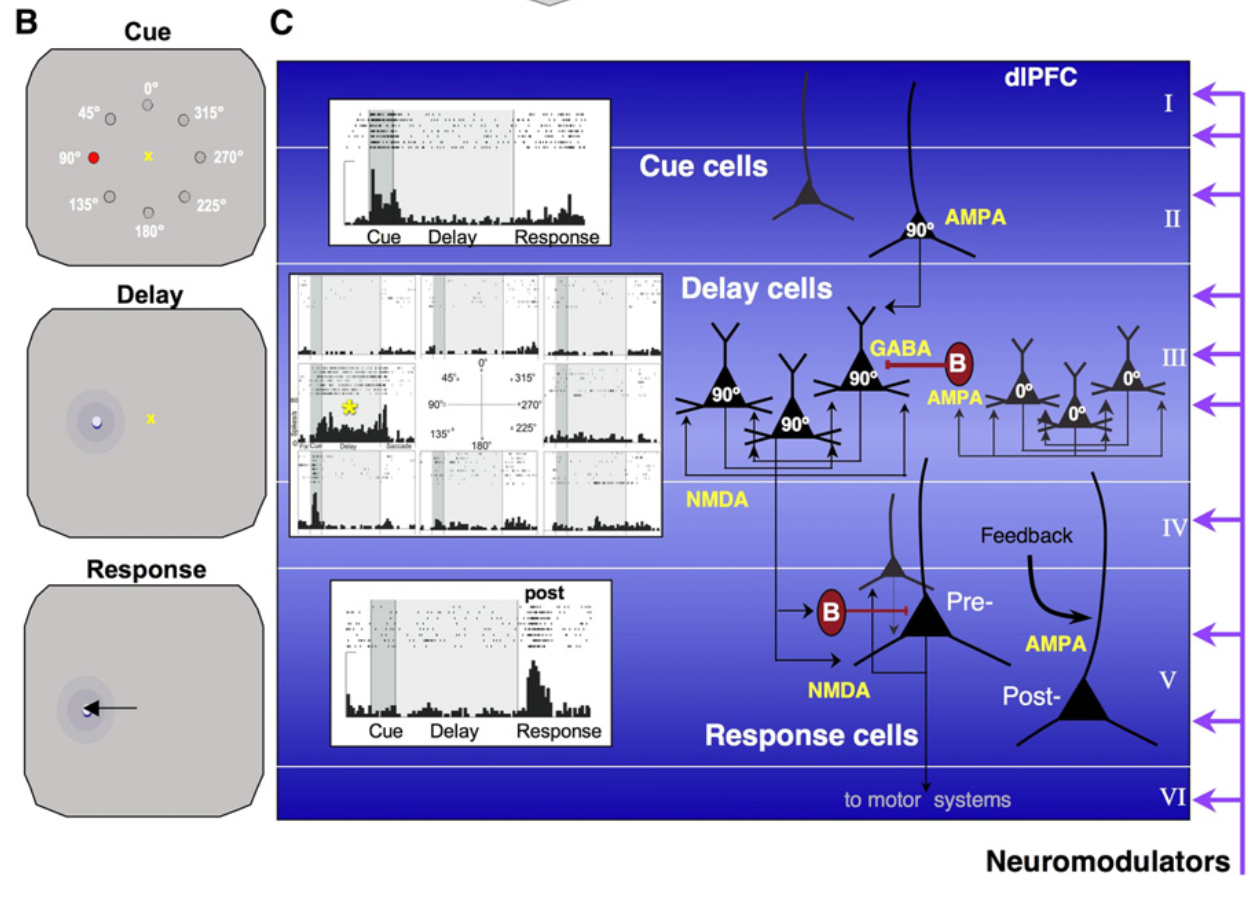 B
Cue
0°
45°
315°
90°
x
270°
135°
225°
180°
Delay
x
Response
C
dlPFC
I
Cue cells
II
AMPA
90°
Cue Delay Response
Delay cells
III
GABA
B
90°
90°
90°
AMPA
0°
0°
0°
NMDA
0°
45° 315°
90° 270°
135° 225°
180°
*
Spikes/s
Fix Cue Delay Saccade
IV
Feedback
post
Cue Delay Response
B
Pre-
AMPA
NMDA
Post-
V
Response cells
to motor systems
VI
Neuromodulators